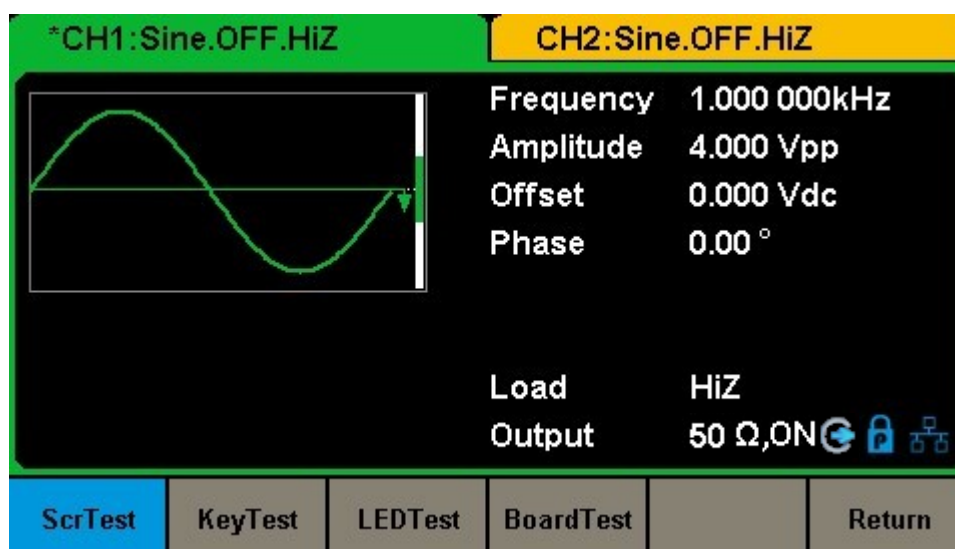 *CH1:Sine.OFF.HiZ
CH2:Sine.OFF.HiZ
Frequency 1.000 000kHz
Amplitude 4.000 Vpp
Offset 0.000 Vdc
Phase 0.00 °
Load HiZ
Output 50 Ω,ON
P
ScrTest KeyTest LEDTest BoardTest Return